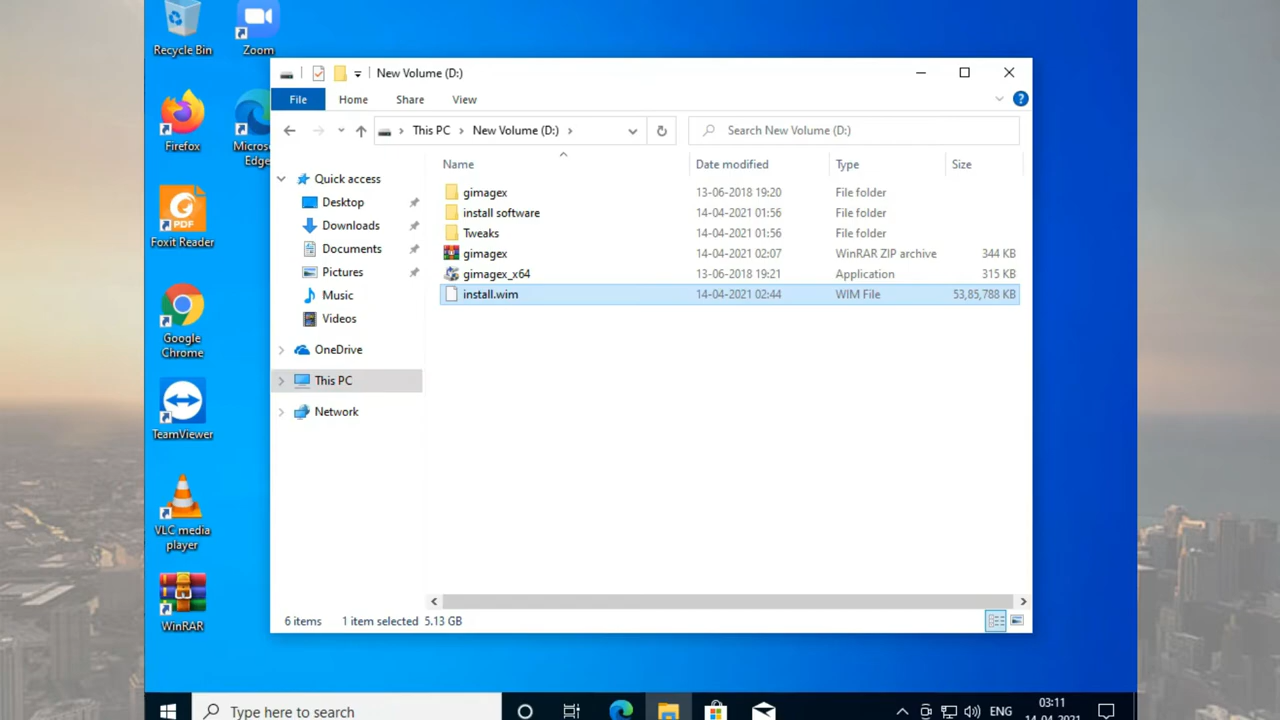 Recycle Bin
Zoom
Firefox
Micros
Edge
PDF
Foxit Reader
Google
Chrome
TeamViewer
VLC media
player
WinRAR
New Volume (D:)
File
Home
Share
View
?
This PC
New Volume (D:)
Search New Volume (D:)
Name
Date modified
Type
Size
Quick access
Desktop
Downloads
Documents
Pictures
Music
Videos
OneDrive
This PC
Network
gimagex 13-06-2018 19:20 File folder
install software 14-04-2021 01:56 File folder
Tweaks 14-04-2021 01:56 File folder
gimagex 14-04-2021 02:07 WinRAR ZIP archive 344 KB
gimagex_x64 13-06-2018 19:21 Application 315 KB
install.wim 14-04-2021 02:44 WIM File 53,85,788 KB
6 items 1 item selected 5.13 GB
Type here to search
ENG
03:11
14-04-2021